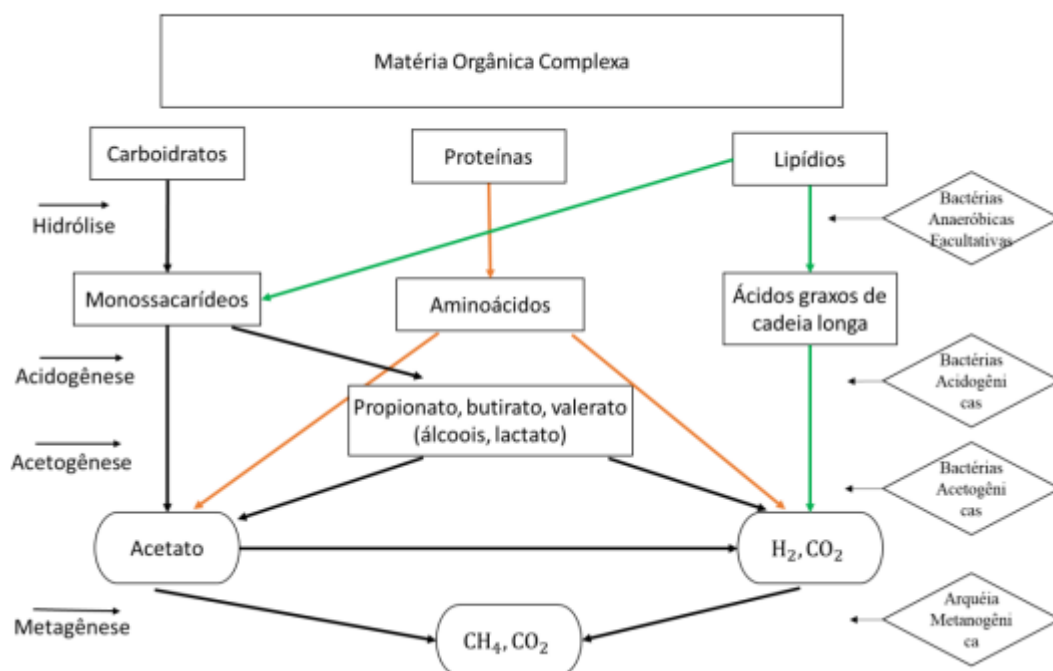 Matéria Orgânica Complexa
Carboidratos
Proteínas
Lipídios
Hidrólise
Bactérias
Anaeróbicas
Facultativas
Monossacarídeos
Aminoácidos
Ácidos graxos de
cadeia longa
Acidogênese
Bactérias
Acidogêni
cas
Propionato, butirato, valerato
(álcoois, lactato)
Acetogênese
Bactérias
Acetogêni
cas
Acetato
H₂, CO₂
Metagênese
CH₄, CO₂
Arquéia
Metanogêni
ca